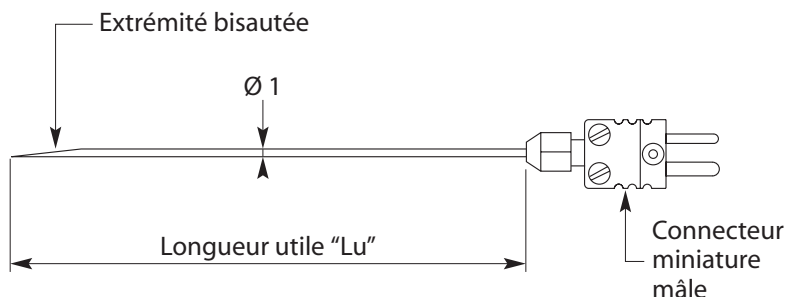 Extrémité bisautée
Ø 1
Longueur utile “Lu”
Connecteur
miniature
mâle